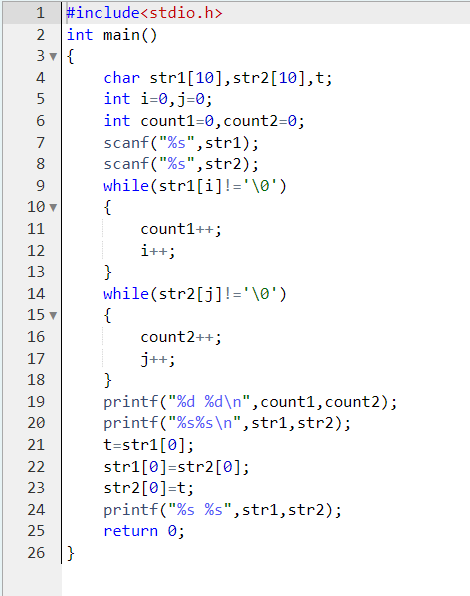 1 #include<stdio.h>
2 int main()
3 {
4 char str1[10],str2[10],t;
5 int i=0,j=0;
6 int count1=0,count2=0;
7 scanf("%s",str1);
8 scanf("%s",str2);
9 while(str1[i]!='\0')
10 {
11 count1++;
12 i++;
13 }
14 while(str2[j]!='\0')
15 {
16 count2++;
17 j++;
18 }
19 printf("%d %d\n",count1,count2);
20 printf("%s%s\n",str1,str2);
21 t=str1[0];
22 str1[0]=str2[0];
23 str2[0]=t;
24 printf("%s %s",str1,str2);
25 return 0;
26 }